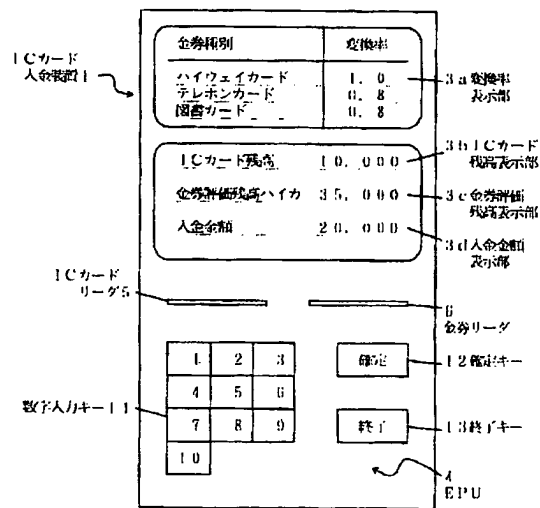 金券種別 変換率
ハイウェイカード 1.0
テレホンカード 0.8
図書カード 0.8
ICカード残高 10,000
金券評価残高ハイカ 35,000
入金金額 20,000
ICカード
入金装置1
3a変換率
表示部
3bICカード
残高表示部
3c金券評価
残高表示部
3d入金金額
表示部
ICカード
リーダ5
6
金券リーダ
1 2 3
4 5 6
7 8 9
10
確定
終了
数字入力キー11
12確定キー
13終了キー
4
EPU